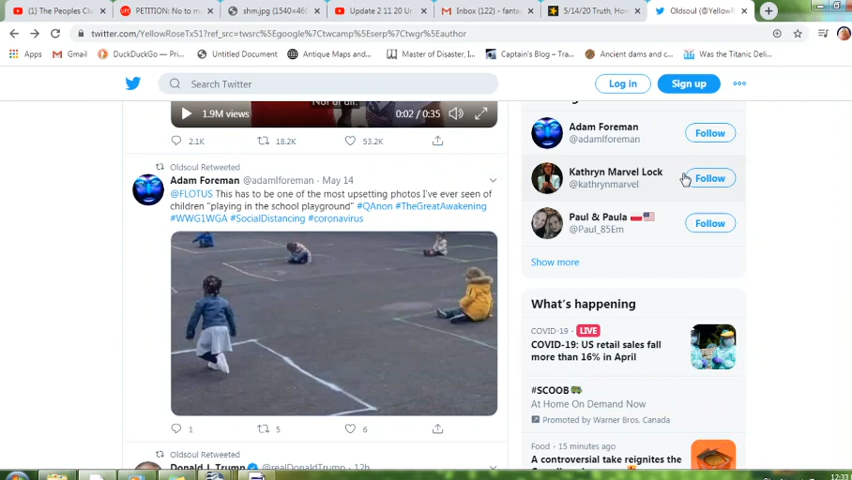 (1) The Peoples Clu
PETITION: No to m
shm.jpg (1540×46
Update 2 11 20 Ur
Inbox (122) - fantas
5/14/20 Truth, Ho
Oldsoul (@YellowR
twitter.com/YellowRoseTx51?ref_src=twsrc%5Egoogle%7Ctwcamp%5Eserp%7Ctwgr%5Eauthor
Gmail
DuckDuckGo
Untitled Document
Antique Maps and...
Master of Disaster, I...
Captain's Blog – Tra...
Ancient dams and c...
Was the Titanic Deli...
Search Twitter
Log in
Sign up
1.9M views
0:02 / 0:35
2.1K
18.2K
53.2K
Oldsoul Retweeted
Adam Foreman @adamlforeman · May 14
@FLOTUS This has to be one of the most upsetting photos I've ever seen of
children "playing in the school playground" #QAnon #TheGreatAwakening
#WWG1WGA #SocialDistancing #coronavirus
1
5
6
Oldsoul Retweeted
Donald J. Trump @realDonaldTrump · 12h
Adam Foreman
@adamlforeman
Follow
Kathryn Marvel Lock
@kathrynmarvel
Follow
Paul & Paula
@Paul_85Em
Follow
Show more
What's happening
COVID-19 · LIVE
COVID-19: US retail sales fall
more than 16% in April
#SCOOB
At Home On Demand Now
Promoted by Warner Bros. Canada
Food · 15 minutes ago
A controversial take reignites the
12:33